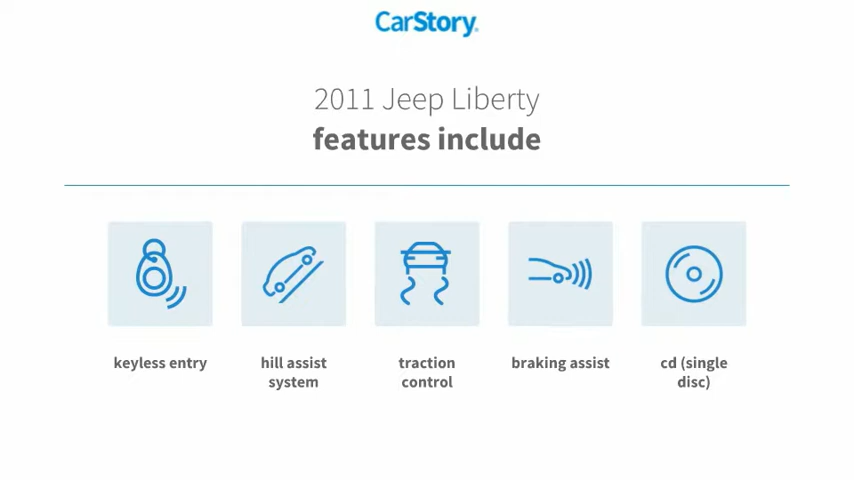 CarStory
2011 Jeep Liberty
features include
keyless entry
hill assist
system
traction
control
braking assist
cd (single
disc)